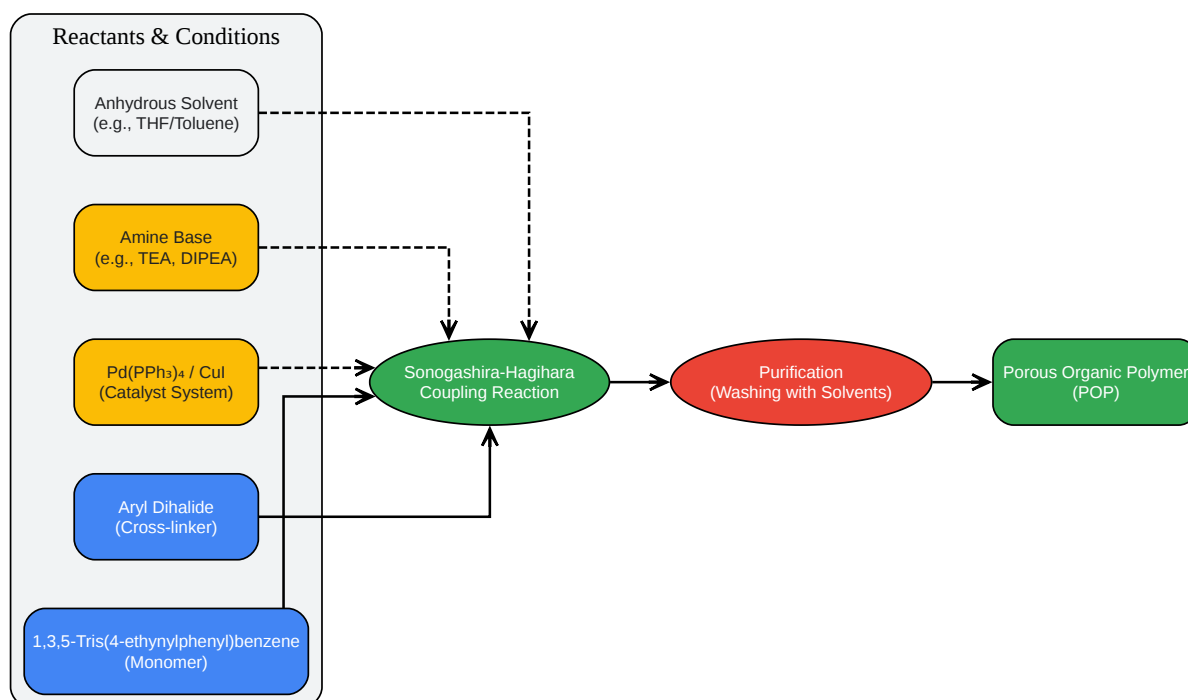 Reactants & Conditions
Anhydrous Solvent
(e.g., THF/Toluene)
Amine Base
(e.g., TEA, DIPEA)
Pd(PPh₃)₄ / CuI
(Catalyst System)
Aryl Dihalide
(Cross-linker)
1,3,5-Tris(4-ethynylphenyl)benzene
(Monomer)
Sonogashira-Hagihara
Coupling Reaction
Purification
(Washing with Solvents)
Porous Organic Polymer
(POP)